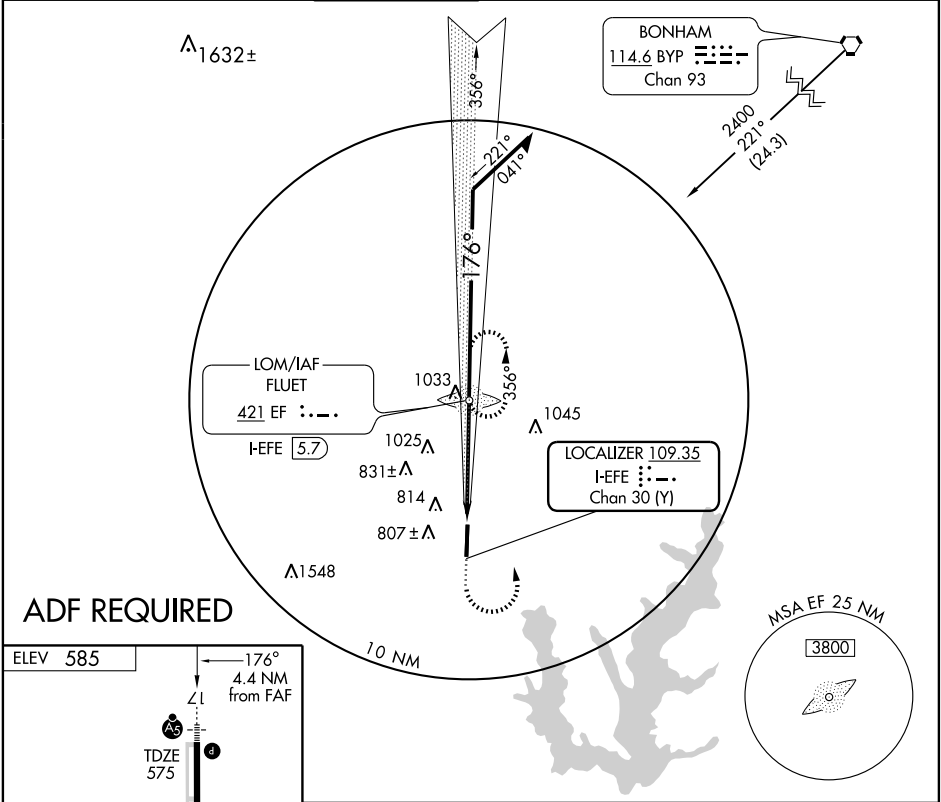 1632±
BONHAM
114.6 BYP
Chan 93
356°
2400
221°
(24.3)
221°
041°
176°
LOM/IAF
FLUET
421 EF
I-EFE 5.7
1033
356°
1045
1025
831±
814
807±
LOCALIZER 109.35
I-EFE
Chan 30 (Y)
1548
ADF REQUIRED
10 NM
MSA EF 25 NM
3800
ELEV 585
176°
4.4 NM
from FAF
17
A5
P
TDZE
575